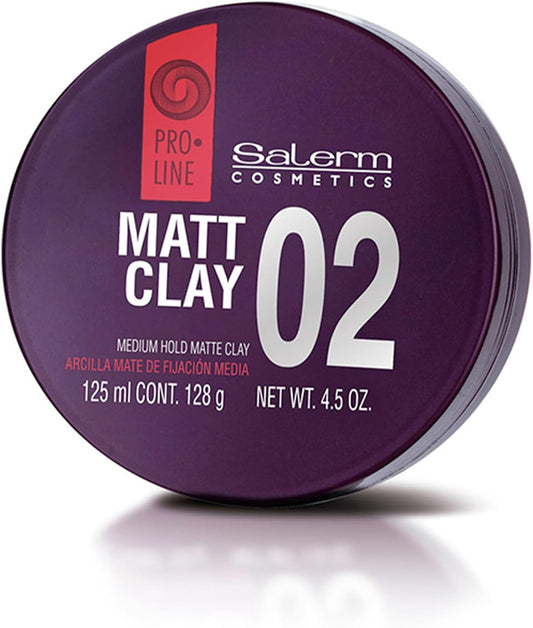 PRO•
LINE
Salerm
COSMETICS
MATT
CLAY
02
MEDIUM HOLD MATTE CLAY
ARCILLA MATE DE FIJACIÓN MEDIA
125 ml CONT. 128 g NET WT. 4.5 OZ.